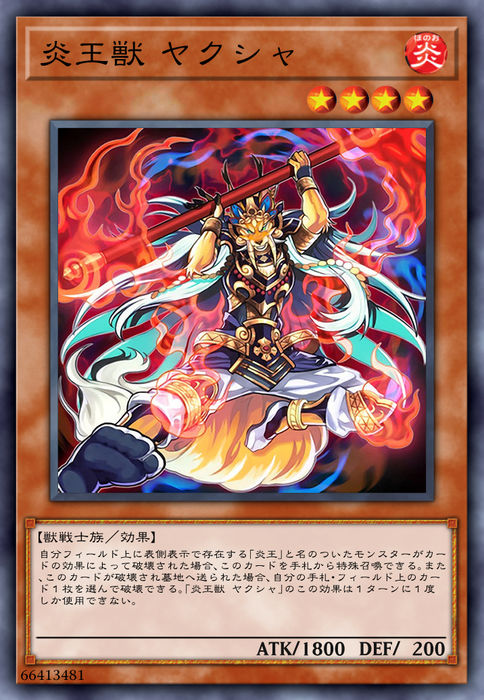 炎王獣 ヤクシャ
ほのお
炎
【獣戦士族／効果】
自分フィールド上に表側表示で存在する「炎王」と名のついたモンスターがカード
の効果によって破壊された場合、このカードを手札から特殊召喚できる。また
、このカードが破壊され墓地へ送られた場合、自分の手札・フィールド上のカー
ド１枚を選んで破壊できる。「炎王獣 ヤクシャ」のこの効果は１ターンに１度
しか使用できない。
ATK/1800 DEF/ 200
66413481